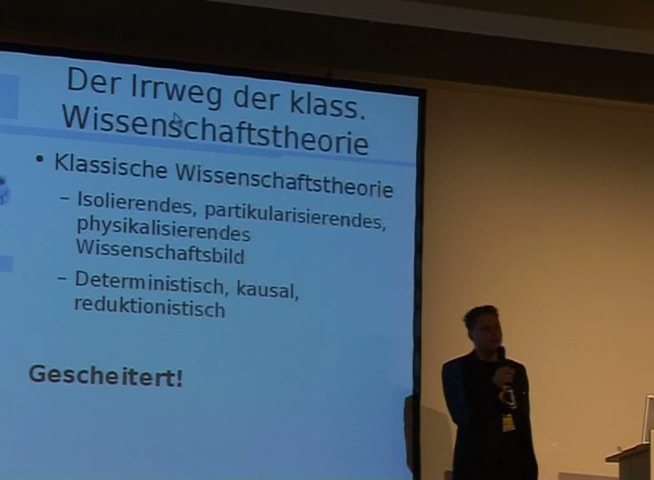 Der Irrweg der klass.
Wissenschaftstheorie
• Klassische Wissenschaftstheorie
– Isolierendes, partikularisierendes,
physikalisierendes
Wissenschaftsbild
– Deterministisch, kausal,
reduktionistisch
Gescheitert!